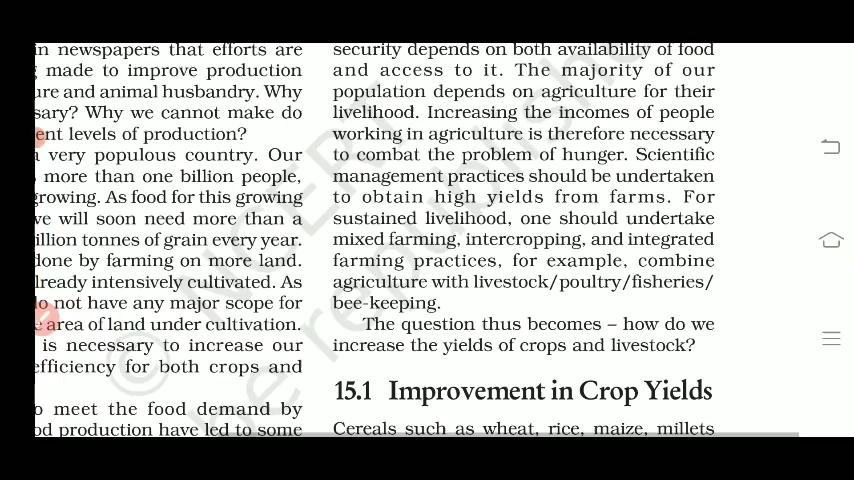 in newspapers that efforts are
made to improve production
ure and animal husbandry. Why
sary? Why we cannot make do
ent levels of production?
a very populous country. Our
more than one billion people,
growing. As food for this growing
we will soon need more than a
illion tonnes of grain every year.
done by farming on more land.
already intensively cultivated. As
do not have any major scope for
area of land under cultivation.
is necessary to increase our
efficiency for both crops and
o meet the food demand by
od production have led to some
security depends on both availability of food
and access to it. The majority of our
population depends on agriculture for their
livelihood. Increasing the incomes of people
working in agriculture is therefore necessary
to combat the problem of hunger. Scientific
management practices should be undertaken
to obtain high yields from farms. For
sustained livelihood, one should undertake
mixed farming, intercropping, and integrated
farming practices, for example, combine
agriculture with livestock/poultry/fisheries/
bee-keeping.
The question thus becomes – how do we
increase the yields of crops and livestock?
15.1 Improvement in Crop Yields
Cereals such as wheat, rice, maize, millets
© NCERT
be republished